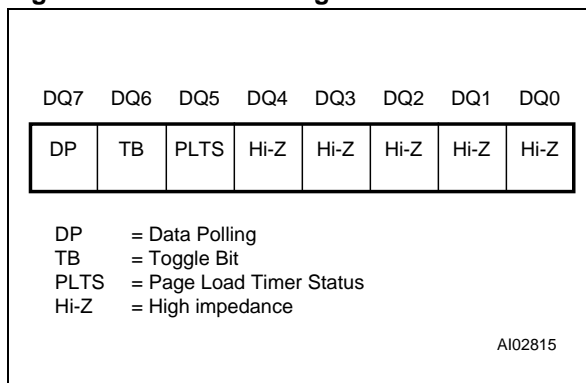 DQ7 DQ6 DQ5 DQ4 DQ3 DQ2 DQ1 DQ0
DP TB PLTS Hi-Z Hi-Z Hi-Z Hi-Z Hi-Z
DP = Data Polling
TB = Toggle Bit
PLTS = Page Load Timer Status
Hi-Z = High impedance
AI02815